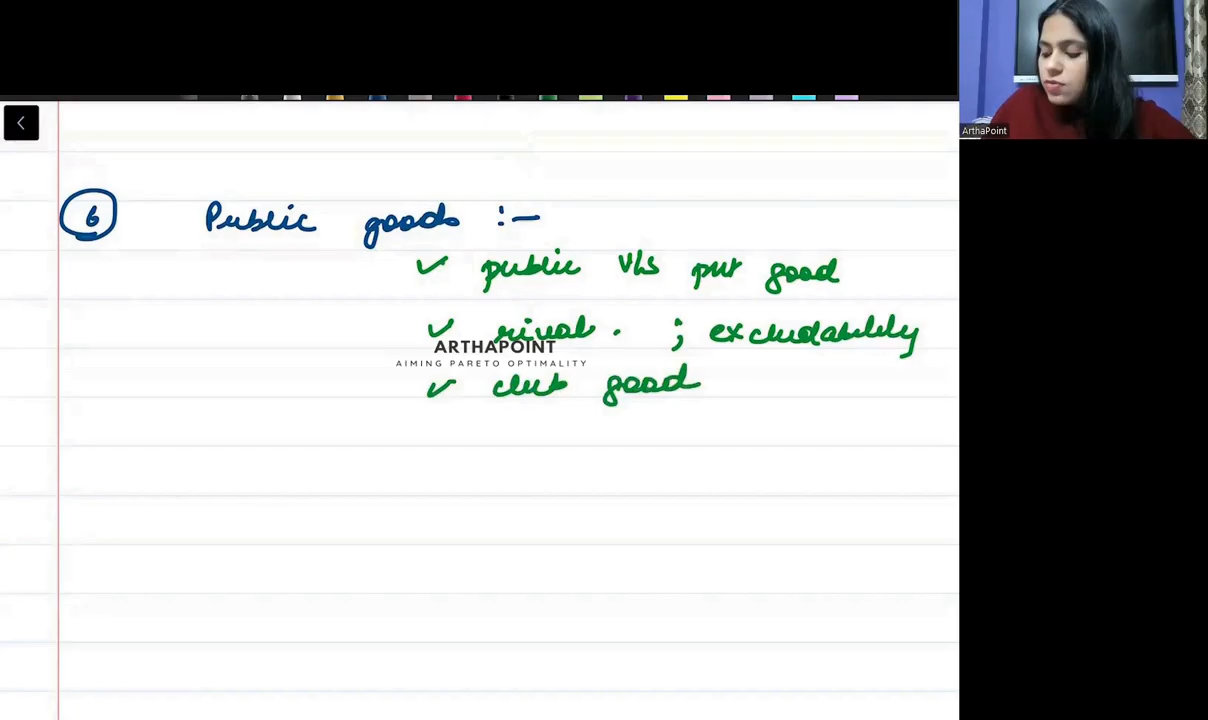 ArthaPoint
6 Public goods :-
✓ public v/s pvt good
✓ rival. ; excludability
ARTHAPOINT
AIMING PARETO OPTIMALITY
✓ club good